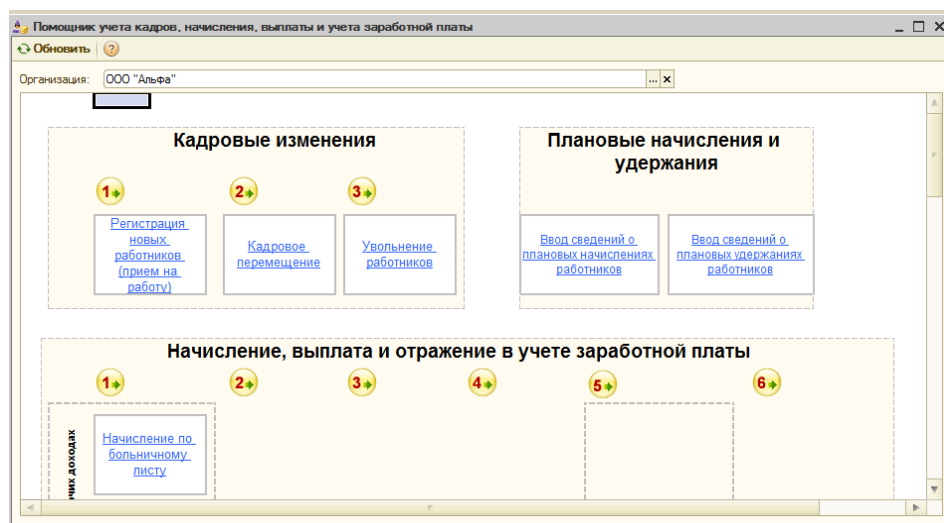 Помощник учета кадров, начисления, выплаты и учета заработной платы
Обновить ?
Организация: ООО "Альфа" ... x
Кадровые изменения
1 2 3
Регистрация
новых
работников
(прием на
работу)
Кадровое
перемещение
Увольнение
работников
Плановые начисления и
удержания
Ввод сведений о
плановых начислениях
работников
Ввод сведений о
плановых удержаниях
работников
Начисление, выплата и отражение в учете заработной платы
1 2 3 4 5 6
доходах
Начисление по
больничному
листу